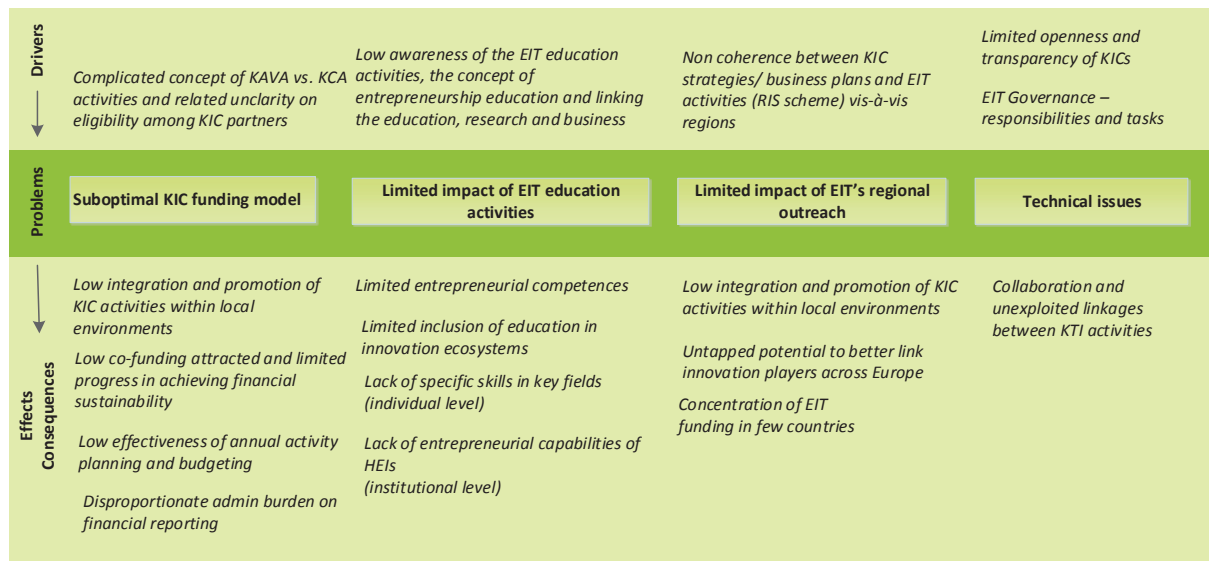 Drivers
Complicated concept of KAVA vs. KCA
activities and related unclarity on
eligibility among KIC partners
Low awareness of the EIT education
activities, the concept of
entrepreneurship education and linking
the education, research and business
Non coherence between KIC
strategies/ business plans and EIT
activities (RIS scheme) vis-à-vis
regions
Limited openness and
transparency of KICs
EIT Governance –
responsibilities and tasks
Problems
Suboptimal KIC funding model
Limited impact of EIT education
activities
Limited impact of EIT’s regional
outreach
Technical issues
Effects
Consequences
Low integration and promotion of
KIC activities within local
environments
Low co-funding attracted and limited
progress in achieving financial
sustainability
Low effectiveness of annual activity
planning and budgeting
Disproportionate admin burden on
financial reporting
Limited entrepreneurial competences
Limited inclusion of education in
innovation ecosystems
Lack of specific skills in key fields
(individual level)
Lack of entrepreneurial capabilities of
HEIs
(institutional level)
Low integration and promotion of KIC
activities within local environments
Untapped potential to better link
innovation players across Europe
Concentration of EIT
funding in few countries
Collaboration and
unexploited linkages
between KTI activities